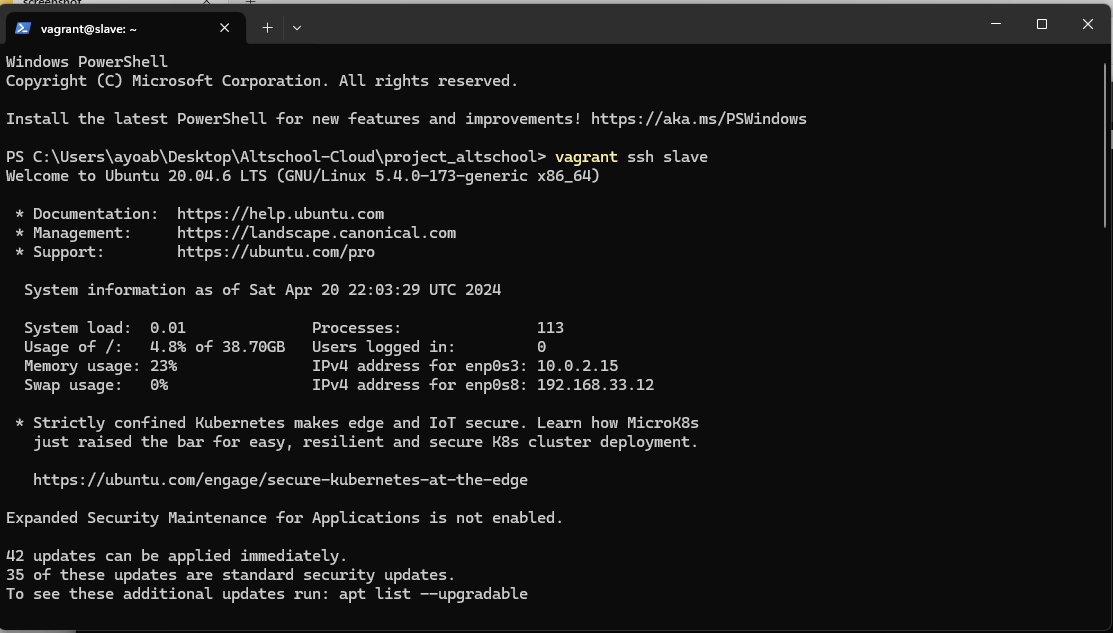 screenshot
vagrant@slave: ~
Windows PowerShell
Copyright (C) Microsoft Corporation. All rights reserved.

Install the latest PowerShell for new features and improvements! https://aka.ms/PSWindows

PS C:\Users\ayoab\Desktop\Altschool-Cloud\project_altschool> vagrant ssh slave
Welcome to Ubuntu 20.04.6 LTS (GNU/Linux 5.4.0-173-generic x86_64)

 * Documentation:  https://help.ubuntu.com
 * Management:     https://landscape.canonical.com
 * Support:        https://ubuntu.com/pro

  System information as of Sat Apr 20 22:03:29 UTC 2024

  System load:  0.01              Processes:               113
  Usage of /:   4.8% of 38.70GB   Users logged in:         0
  Memory usage: 23%               IPv4 address for enp0s3: 10.0.2.15
  Swap usage:   0%                IPv4 address for enp0s8: 192.168.33.12

 * Strictly confined Kubernetes makes edge and IoT secure. Learn how MicroK8s
   just raised the bar for easy, resilient and secure K8s cluster deployment.

   https://ubuntu.com/engage/secure-kubernetes-at-the-edge

Expanded Security Maintenance for Applications is not enabled.

42 updates can be applied immediately.
35 of these updates are standard security updates.
To see these additional updates run: apt list --upgradable